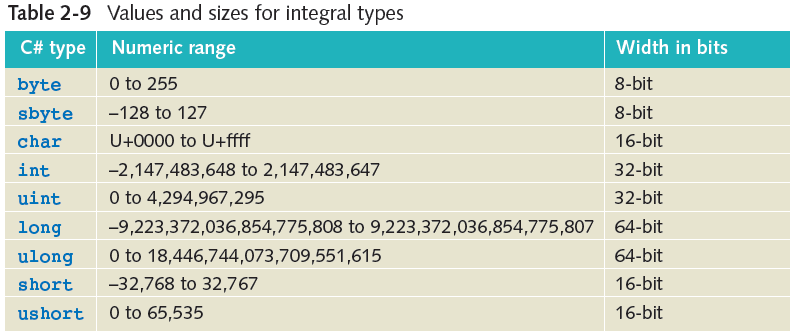 Table 2-9 Values and sizes for integral types
C# type Numeric range Width in bits
byte 0 to 255 8-bit
sbyte –128 to 127 8-bit
char U+0000 to U+ffff 16-bit
int –2,147,483,648 to 2,147,483,647 32-bit
uint 0 to 4,294,967,295 32-bit
long –9,223,372,036,854,775,808 to 9,223,372,036,854,775,807 64-bit
ulong 0 to 18,446,744,073,709,551,615 64-bit
short –32,768 to 32,767 16-bit
ushort 0 to 65,535 16-bit